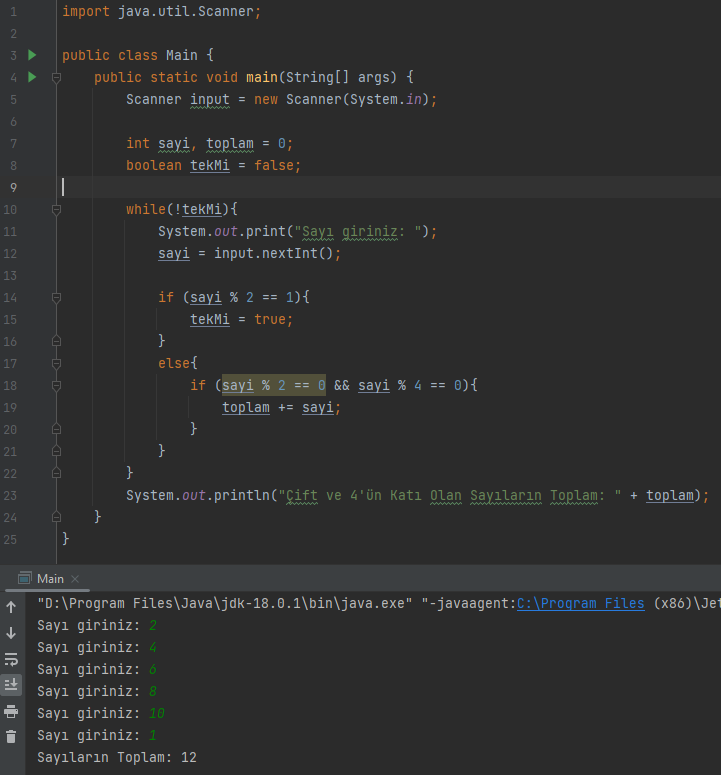 1 import java.util.Scanner;
2
3 public class Main {
4 public static void main(String[] args) {
5 Scanner input = new Scanner(System.in);
6
7 int sayi, toplam = 0;
8 boolean tekMi = false;
9
10 while(!tekMi){
11 System.out.print("Sayı giriniz: ");
12 sayi = input.nextInt();
13
14 if (sayi % 2 == 1){
15 tekMi = true;
16 }
17 else{
18 if (sayi % 2 == 0 && sayi % 4 == 0){
19 toplam += sayi;
20 }
21 }
22 }
23 System.out.println("Çift ve 4'ün Katı Olan Sayıların Toplam: " + toplam);
24 }
25 }
Main
"D:\Program Files\Java\jdk-18.0.1\bin\java.exe" "-javaagent:C:\Program Files (x86)\Jet
Sayı giriniz: 2
Sayı giriniz: 4
Sayı giriniz: 6
Sayı giriniz: 8
Sayı giriniz: 10
Sayı giriniz: 1
Sayıların Toplam: 12